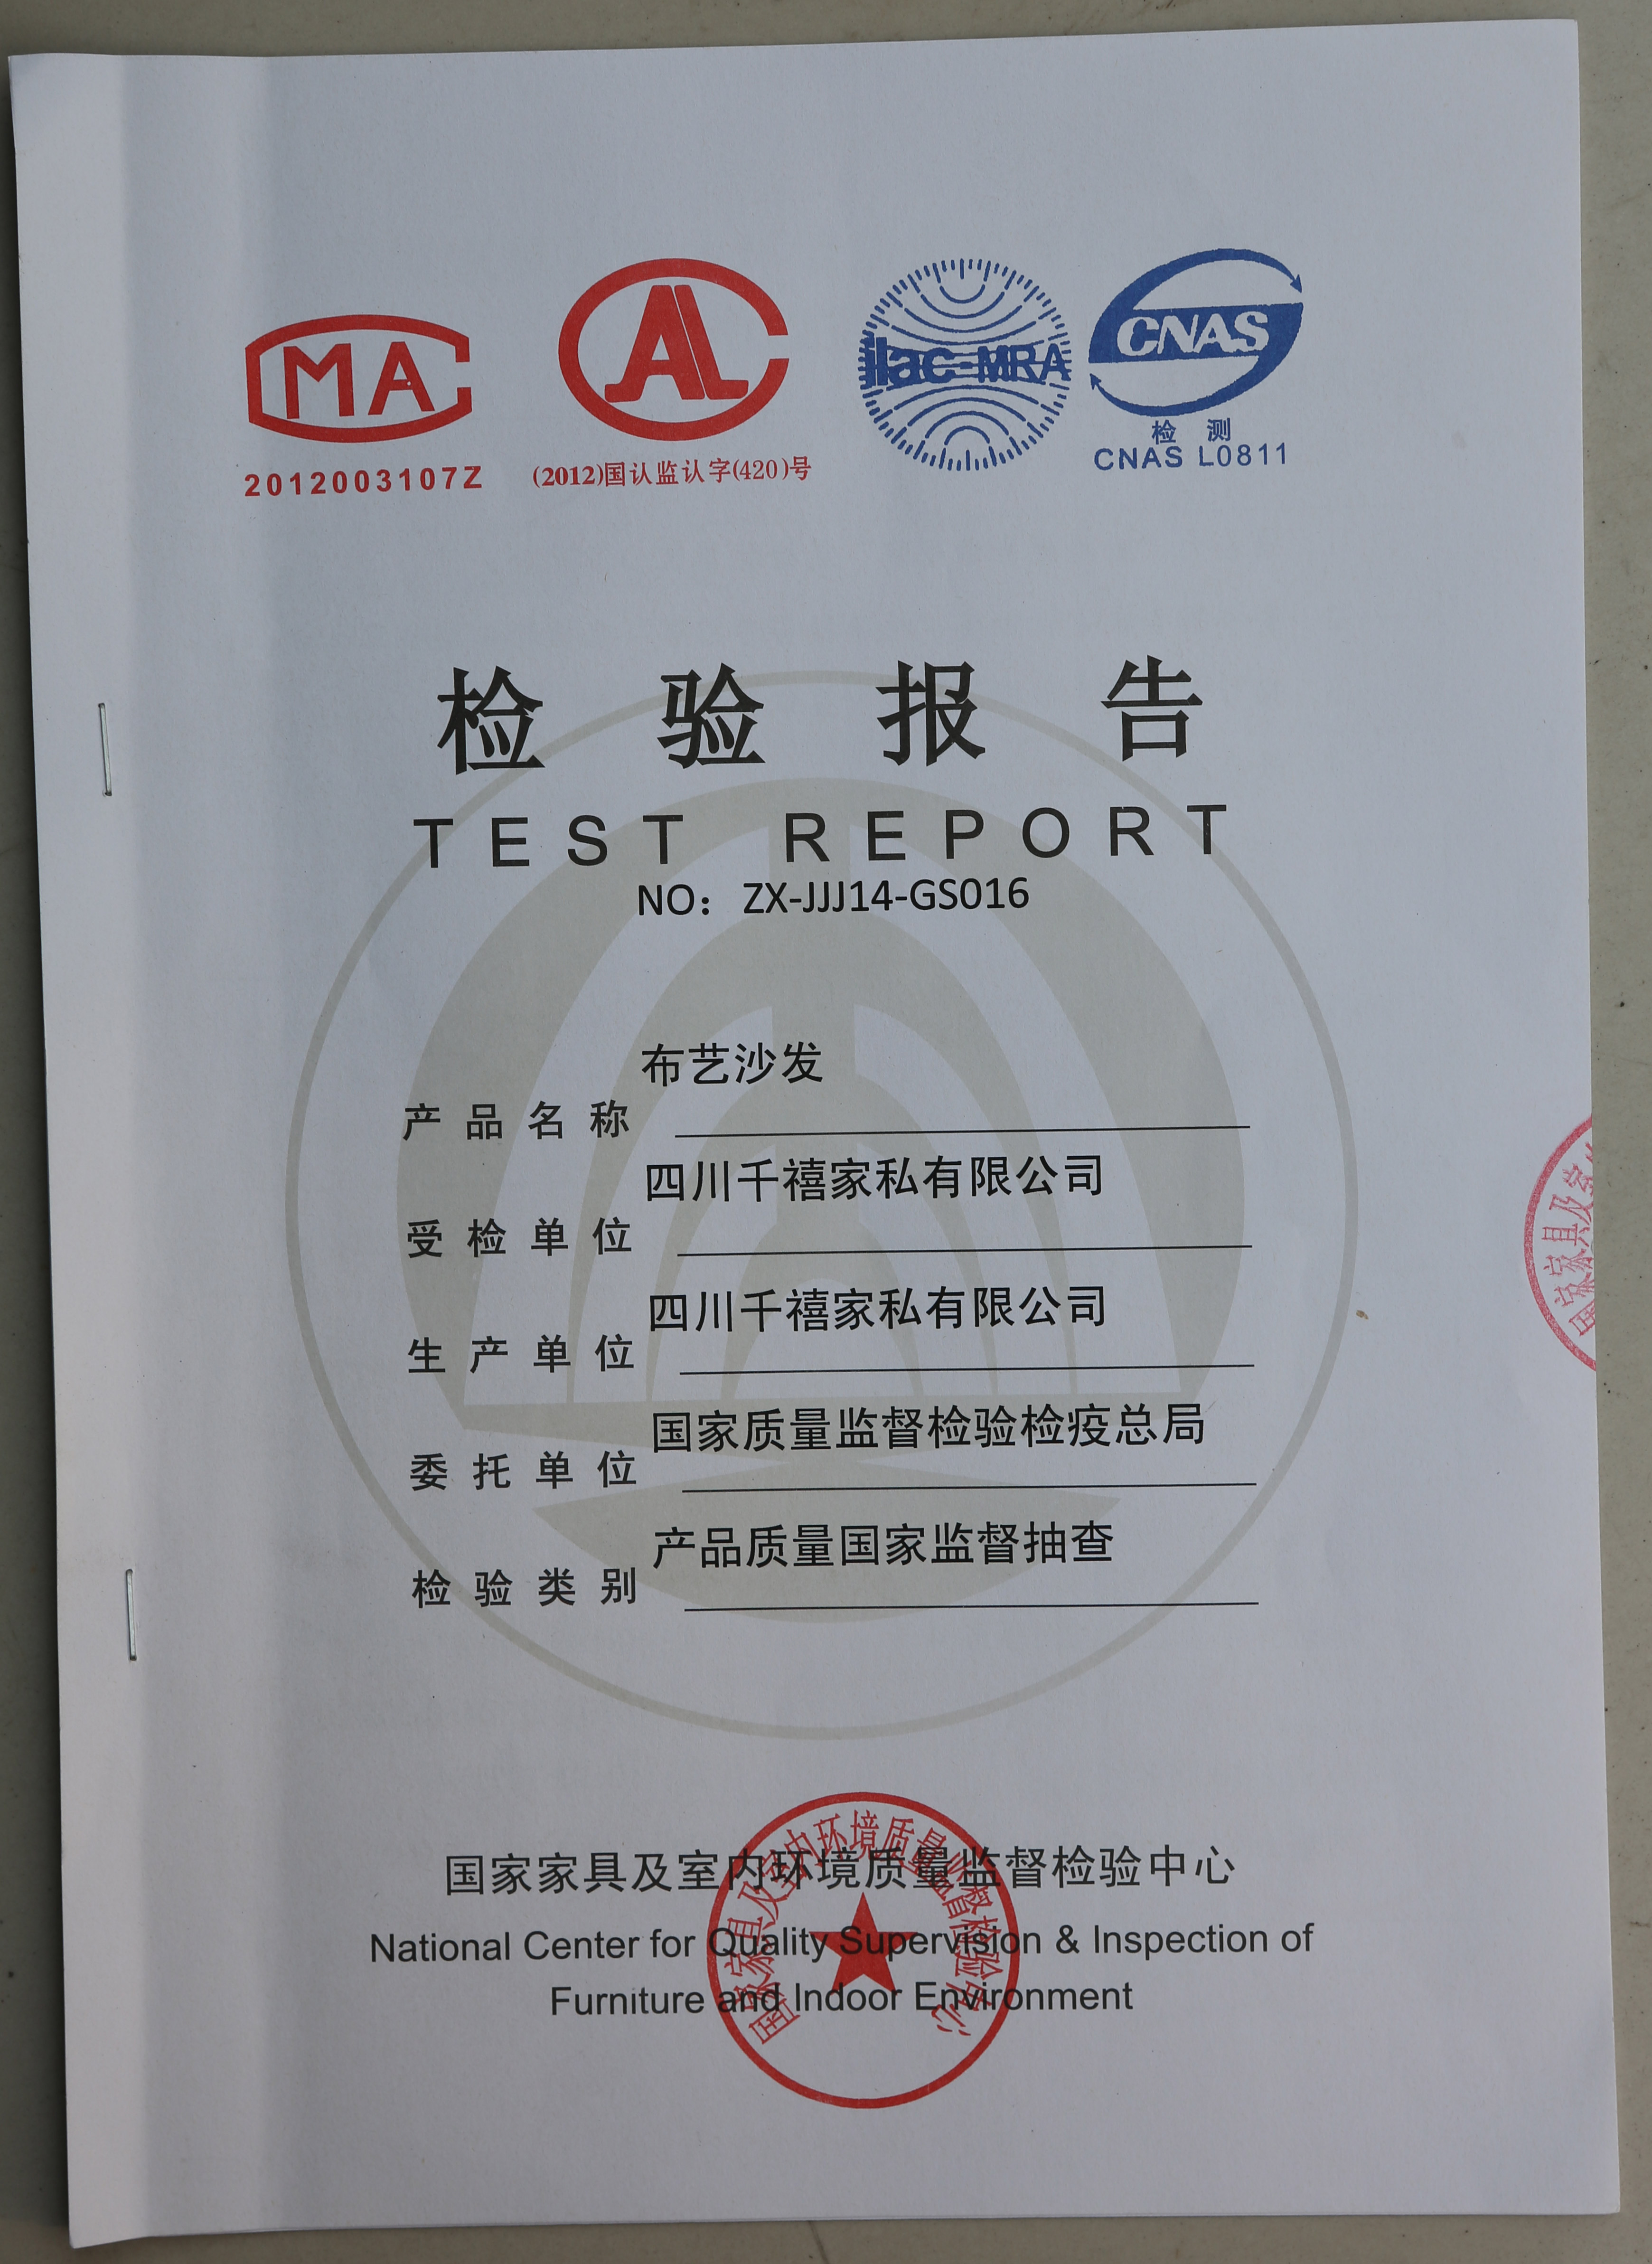 MA
2012003107Z
AL
(2012)国认监认字(420)号
ilac-MRA
CNAS
检 测
CNAS L0811
检 验 报 告
TEST REPORT
NO：ZX-JJJ14-GS016
布艺沙发
产品名称
四川千禧家私有限公司
受检单位
四川千禧家私有限公司
生产单位
国家质量监督检验检疫总局
委托单位
产品质量国家监督抽查
检验类别
国家家具及室内环境质量监督检验中心
National Center for Quality Supervision & Inspection of
Furniture and Indoor Environment
国家家具及室内环境质量监督检验中心
国家家具及室